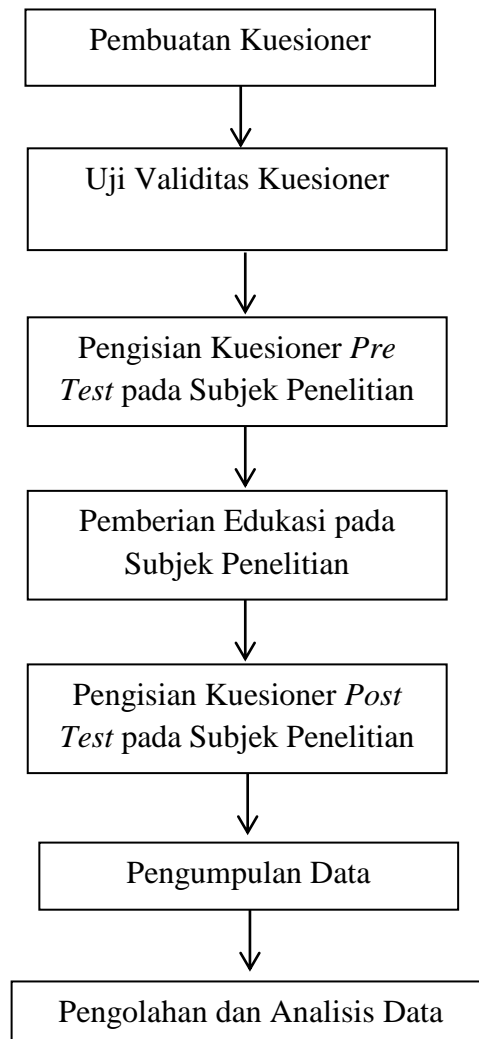 Pembuatan Kuesioner
Uji Validitas Kuesioner
Pengisian Kuesioner Pre
Test pada Subjek Penelitian
Pemberian Edukasi pada
Subjek Penelitian
Pengisian Kuesioner Post
Test pada Subjek Penelitian
Pengumpulan Data
Pengolahan dan Analisis Data